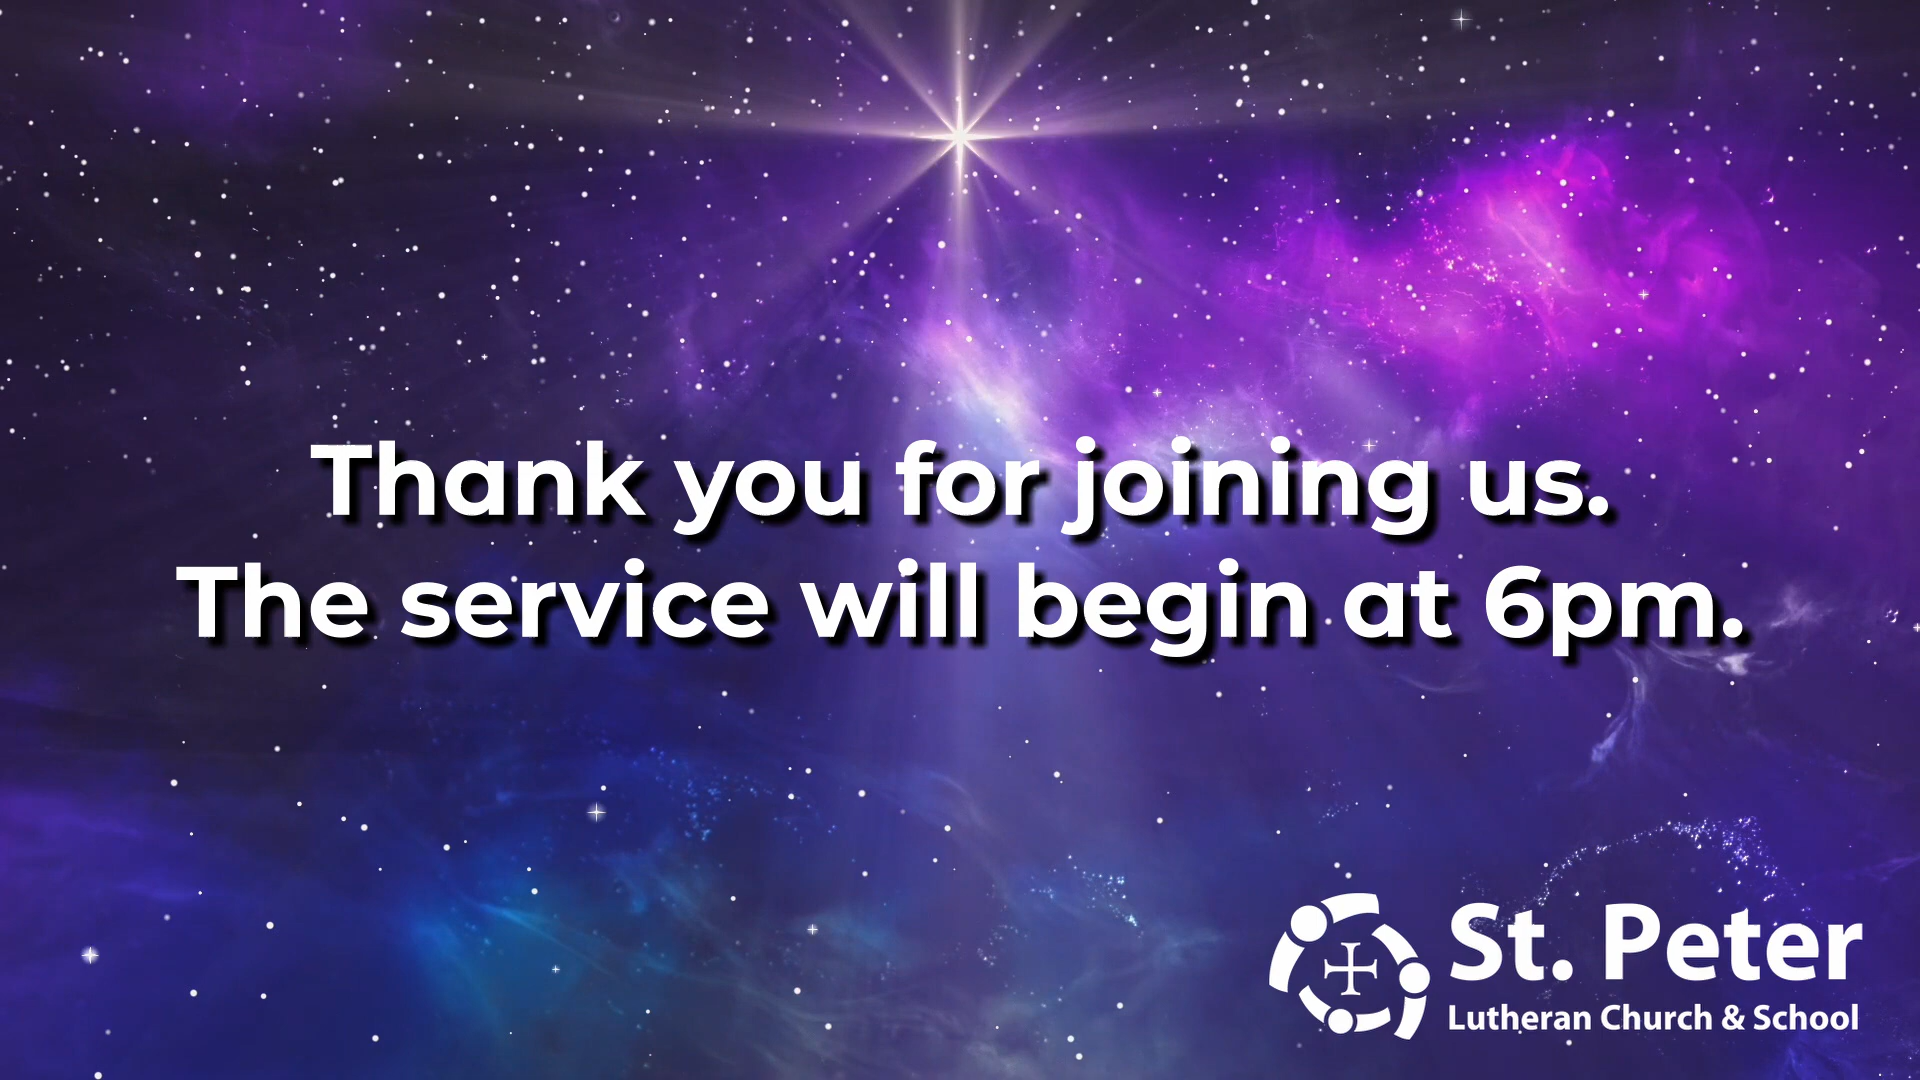 Thank you for joining us.
The service will begin at 6pm.
St. Peter
Lutheran Church & School